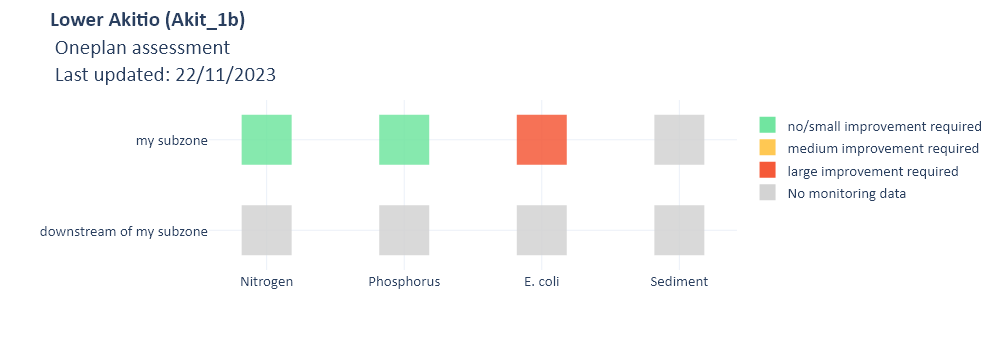 Lower Akitio (Akit_1b)
Oneplan assessment
Last updated: 22/11/2023
my subzone
downstream of my subzone
Nitrogen
Phosphorus
E. coli
Sediment
no/small improvement required
medium improvement required
large improvement required
No monitoring data